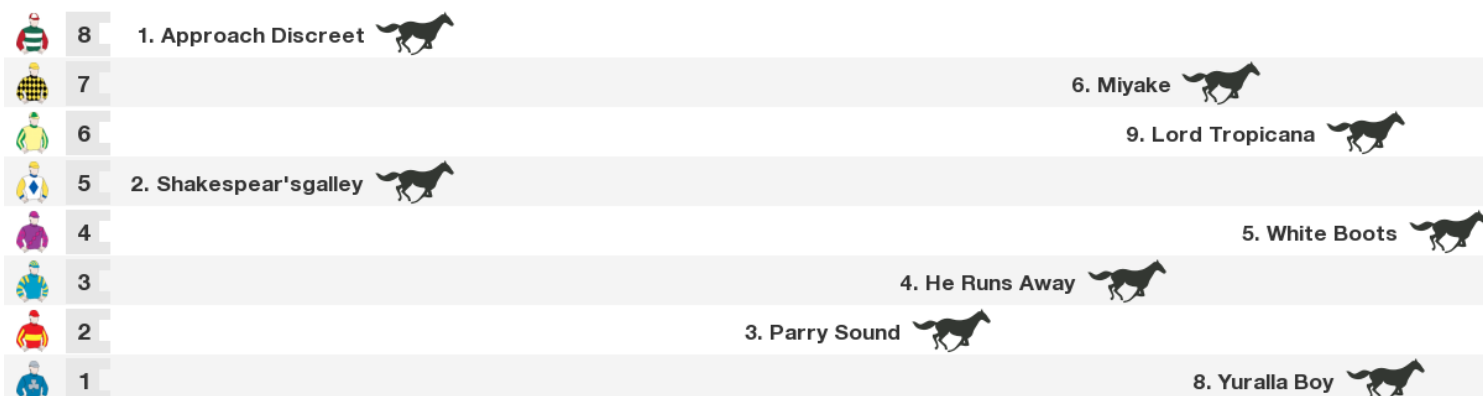 8 1. Approach Discreet
7 6. Miyake
6 9. Lord Tropicana
5 2. Shakespear'sgalley
4 5. White Boots
3 4. He Runs Away
2 3. Parry Sound
1 8. Yuralla Boy